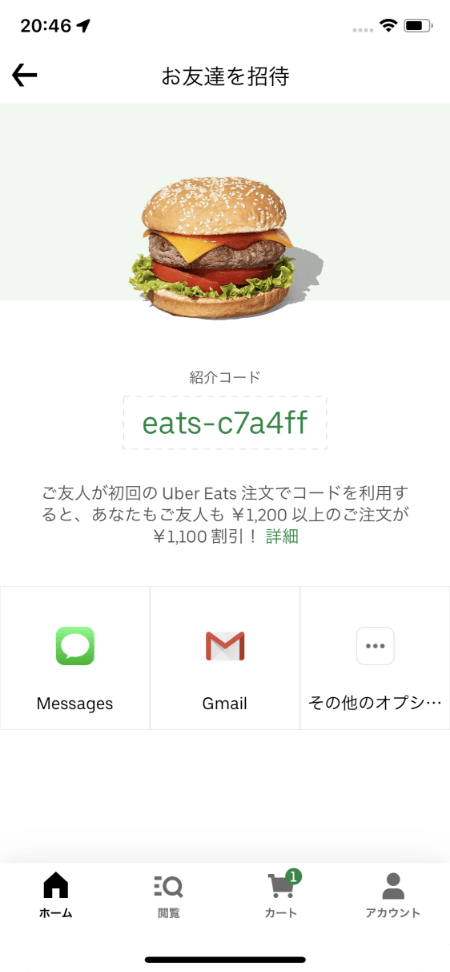 20:46
お友達を招待
紹介コード
eats-c7a4ff
ご友人が初回の Uber Eats 注文でコードを利用す
ると、あなたもご友人も ¥1,200 以上のご注文が
¥1,100 割引！ 詳細
Messages
Gmail
その他のオプシ…
1
ホーム
閲覧
カート
アカウント